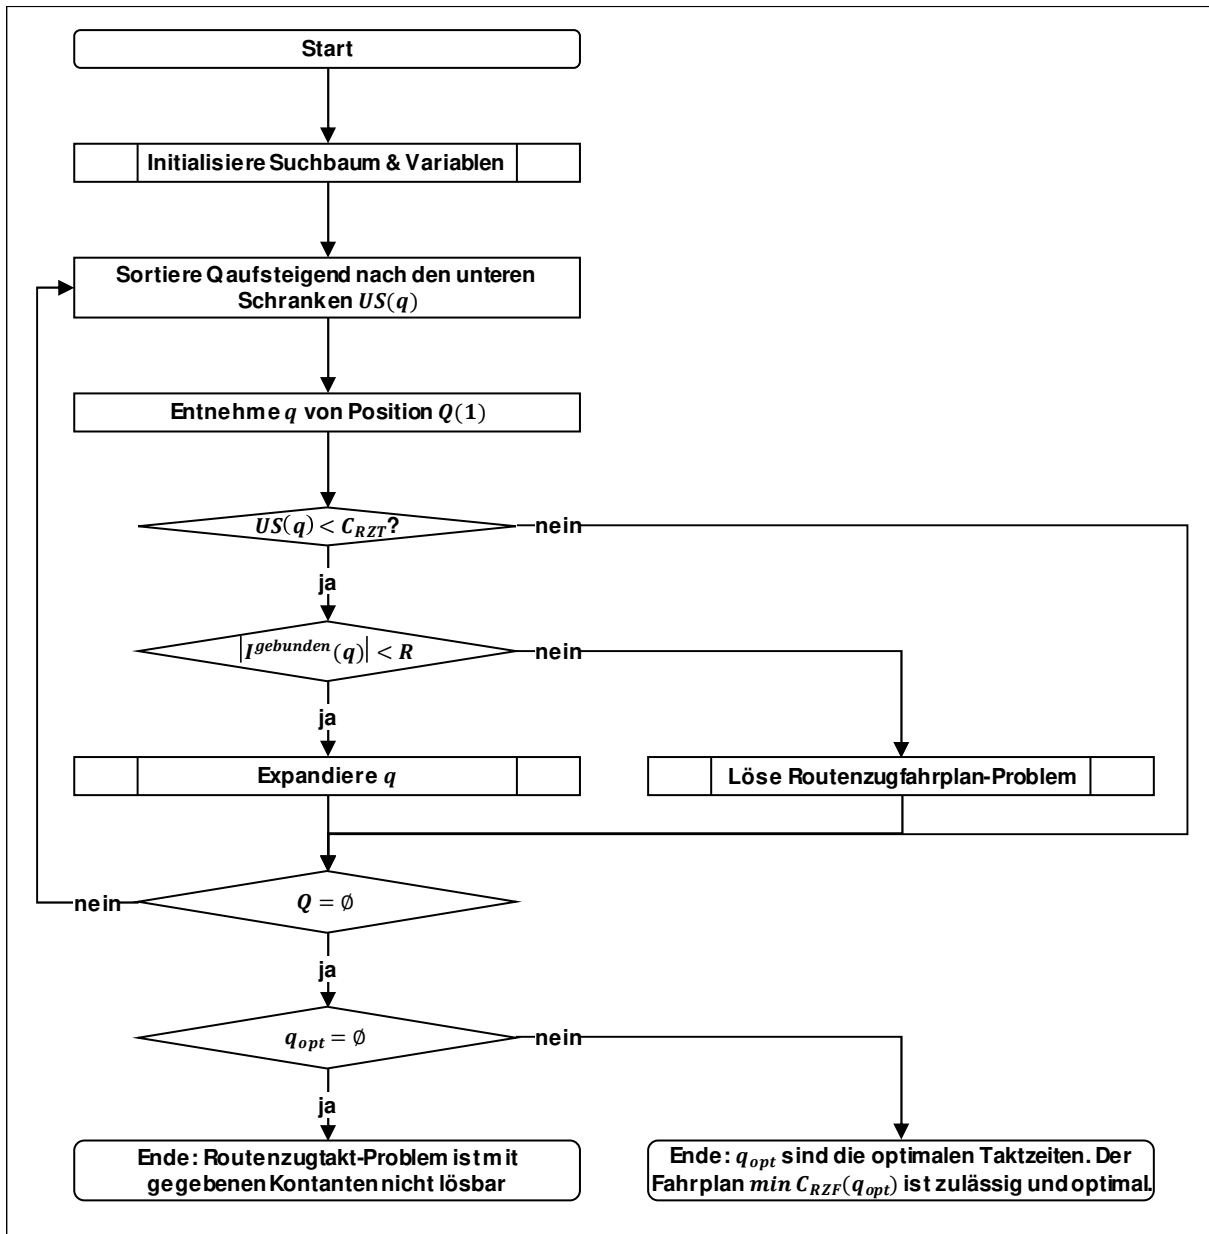 Start
Initialisiere Suchbaum & Variablen
Sortiere Q aufsteigend nach den unteren
Schranken US(q)
Entnehme q von Position Q(1)
US(q) < C_RZT?
nein
ja
|I^gebunden(q)| < R
nein
ja
Expandiere q
Löse Routenzugfahrplan-Problem
Q = ∅
nein
ja
q_opt = ∅
nein
ja
Ende: Routenzugtakt-Problem ist mit
gegebenen Kontanten nicht lösbar
Ende: q_opt sind die optimalen Taktzeiten. Der
Fahrplan min C_RZF(q_opt) ist zulässig und optimal.